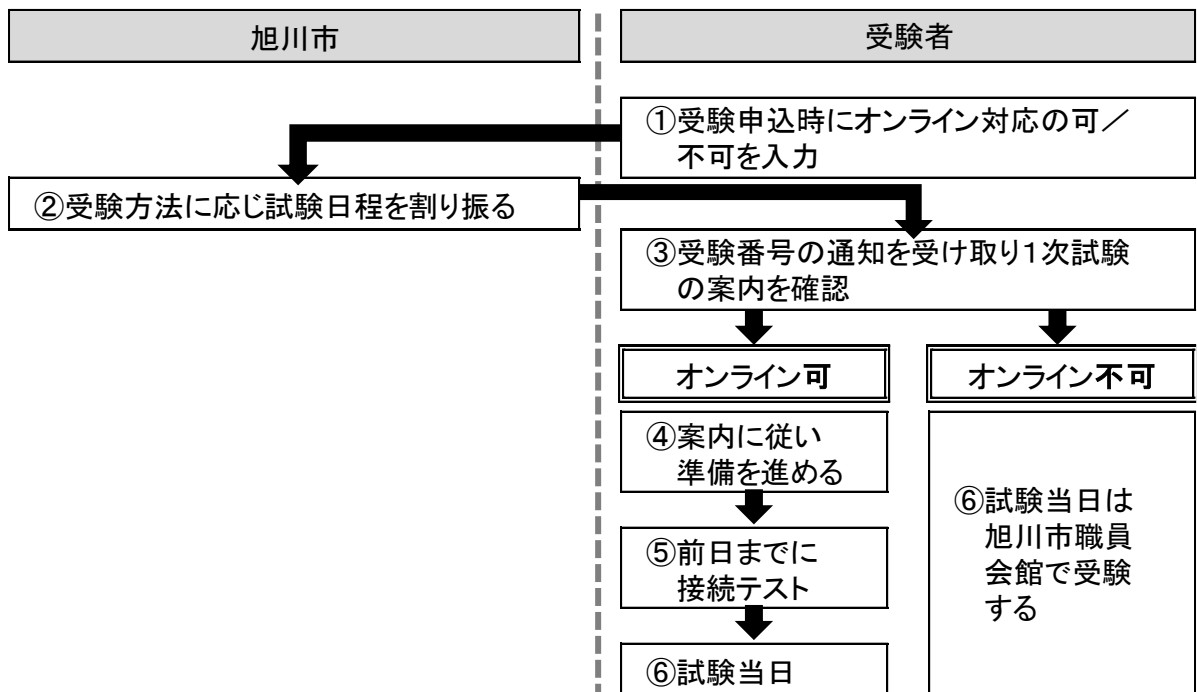 旭川市
受験者
①受験申込時にオンライン対応の可／
不可を入力
②受験方法に応じ試験日程を割り振る
③受験番号の通知を受け取り１次試験
の案内を確認
オンライン可
オンライン不可
④案内に従い
準備を進める
⑤前日までに
接続テスト
⑥試験当日
⑥試験当日は
旭川市職員
会館で受験
する